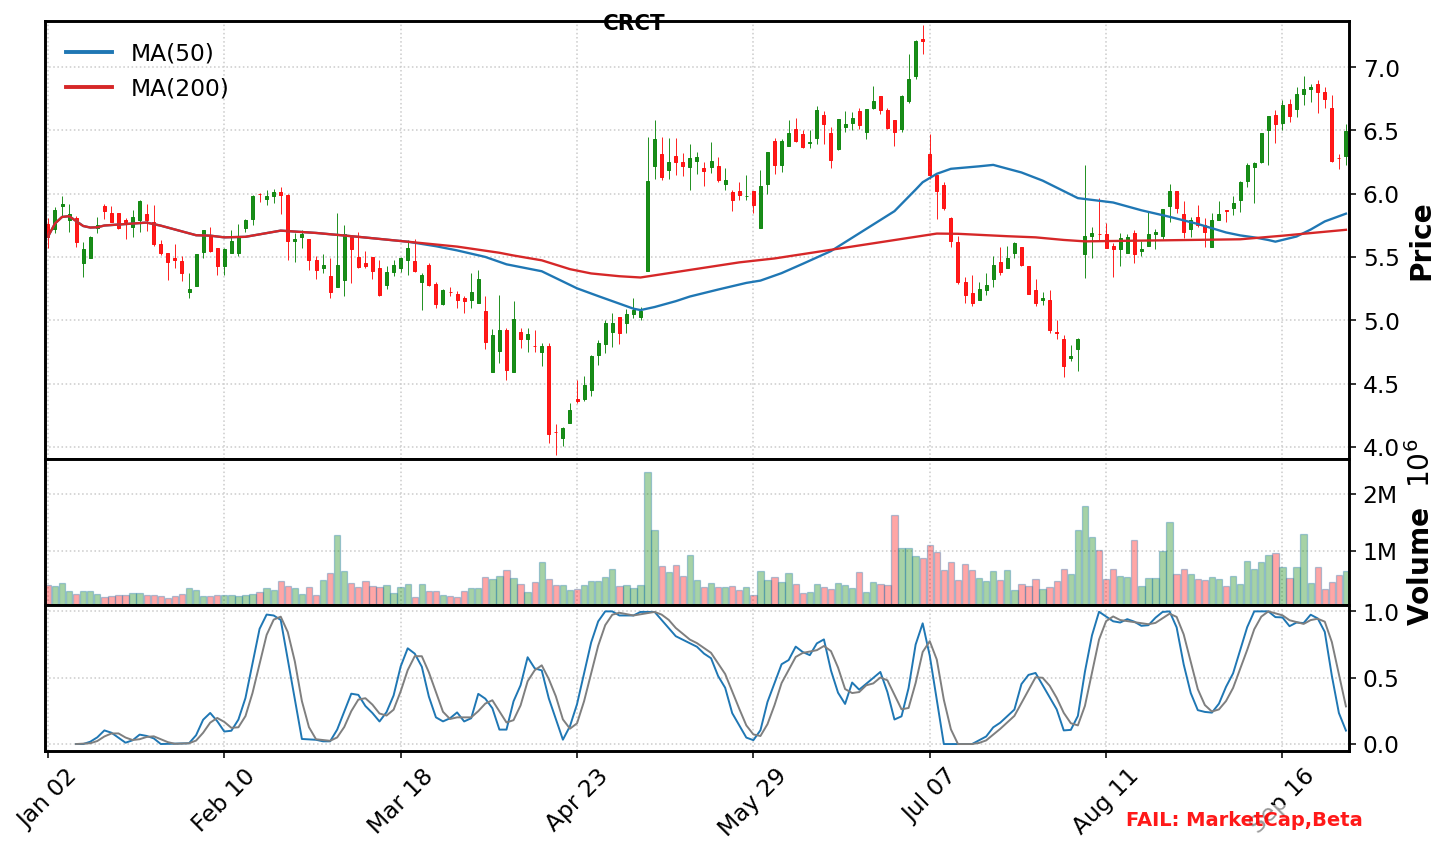 CRCT
MA(50)
MA(200)
7.0
6.5
6.0
5.5
5.0
4.5
4.0
Price
2M
1M
Volume 10^6
1.0
0.5
0.0
Jan 02
Feb 10
Mar 18
Apr 23
May 29
Jul 07
Aug 11
Sep 16
FAIL: MarketCap,Beta